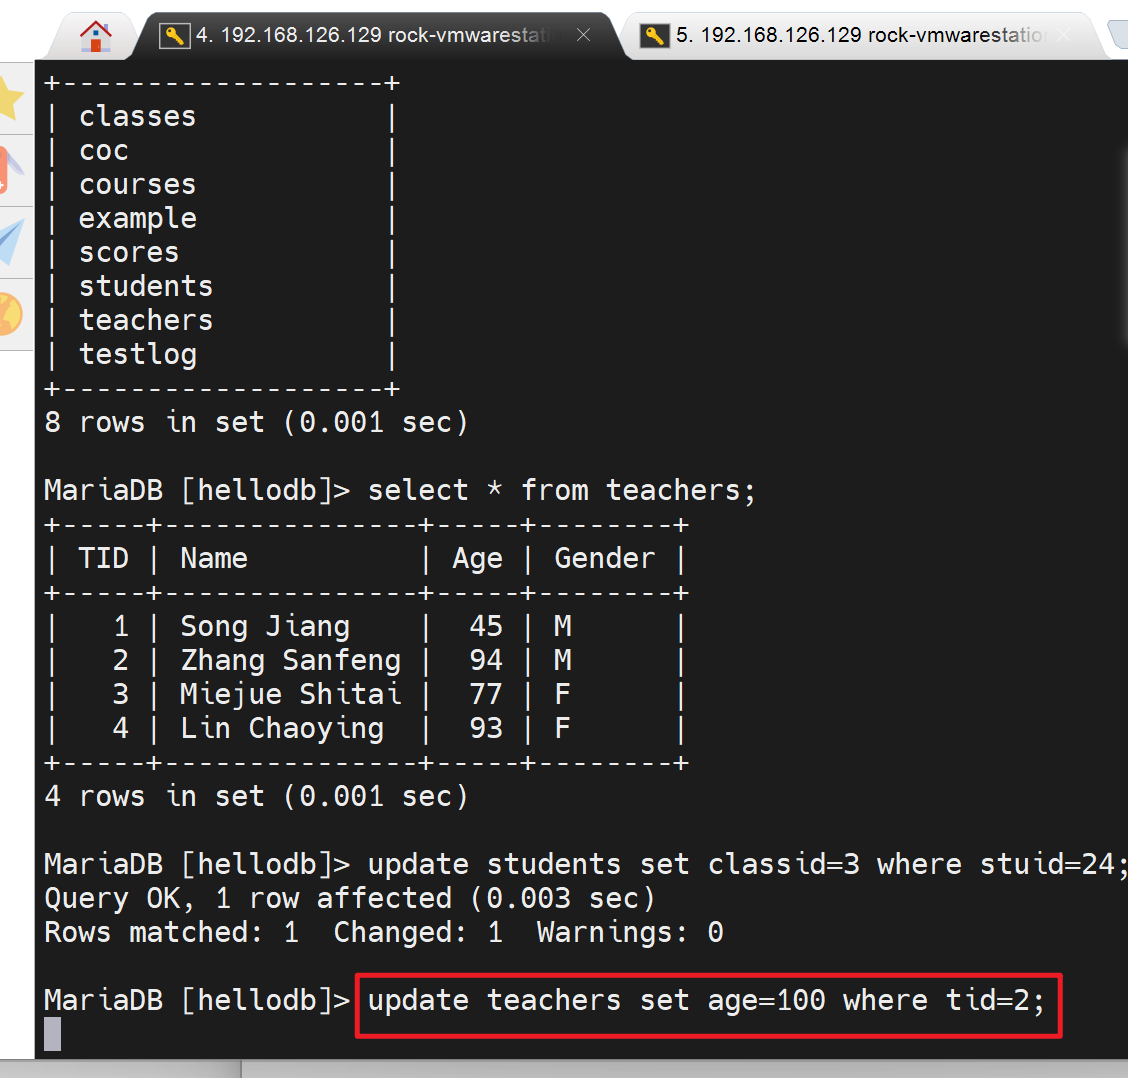 4. 192.168.126.129 rock-vmwarestat
5. 192.168.126.129 rock-vmwarestatio
+-------------------+
| classes           |
| coc               |
| courses           |
| example           |
| scores            |
| students          |
| teachers          |
| testlog           |
+-------------------+
8 rows in set (0.001 sec)
MariaDB [hellodb]> select * from teachers;
+-----+---------------+-----+--------+
| TID | Name          | Age | Gender |
+-----+---------------+-----+--------+
|   1 | Song Jiang    |  45 | M      |
|   2 | Zhang Sanfeng |  94 | M      |
|   3 | Miejue Shitai |  77 | F      |
|   4 | Lin Chaoying  |  93 | F      |
+-----+---------------+-----+--------+
4 rows in set (0.001 sec)
MariaDB [hellodb]> update students set classid=3 where stuid=24;
Query OK, 1 row affected (0.003 sec)
Rows matched: 1  Changed: 1  Warnings: 0
MariaDB [hellodb]> update teachers set age=100 where tid=2;